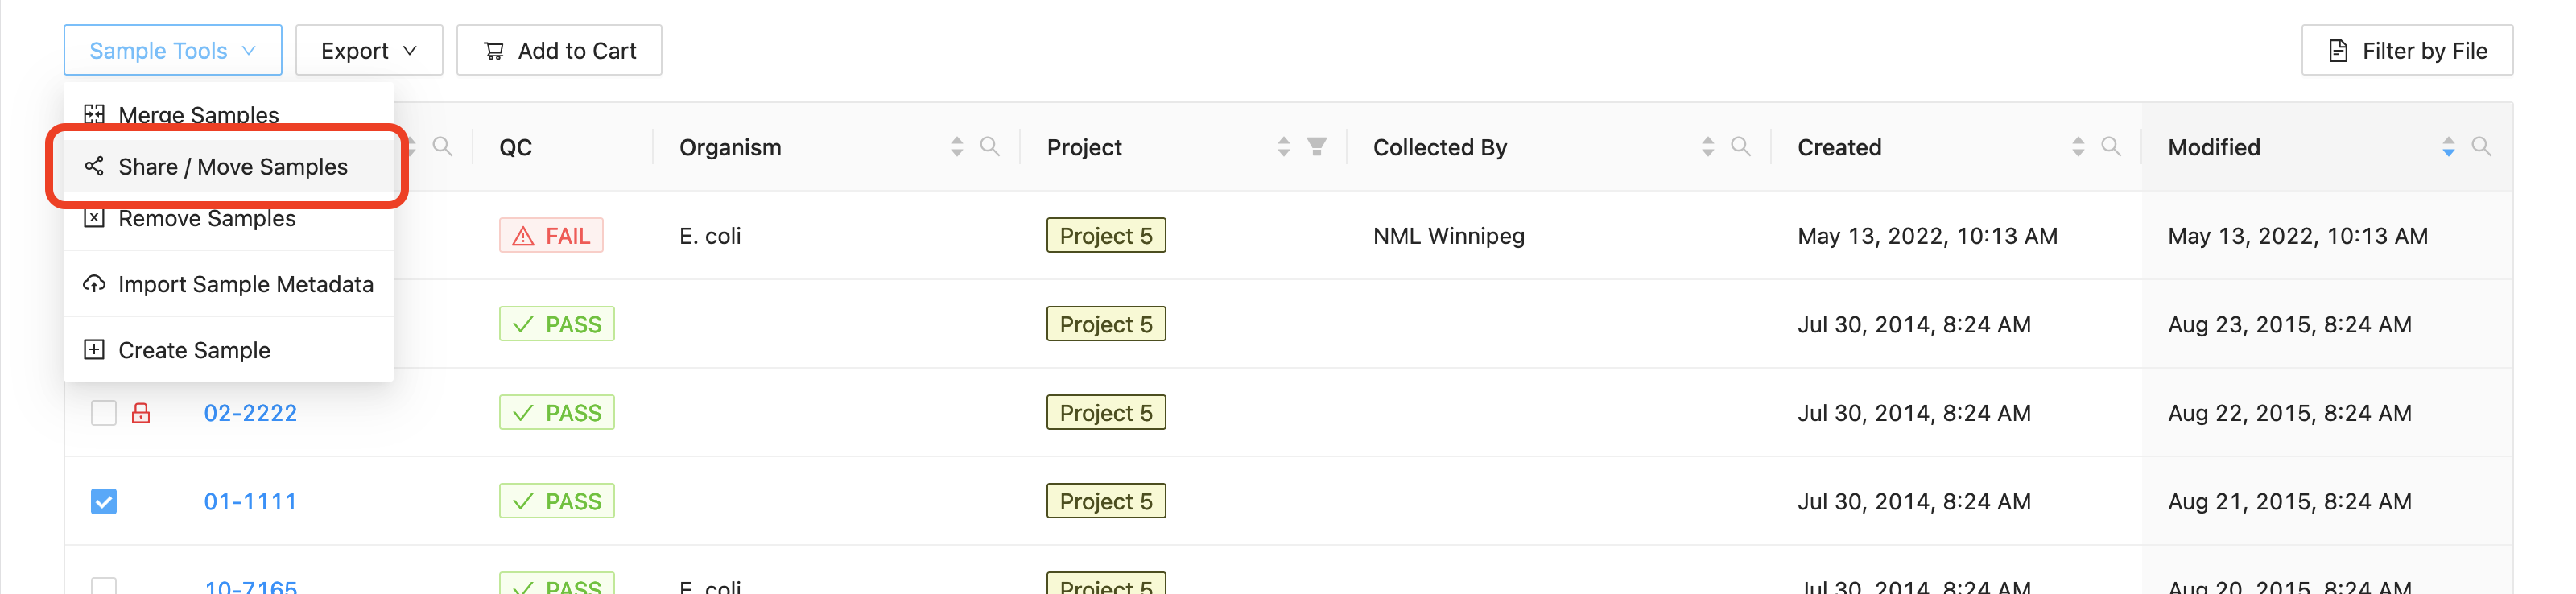 Sample Tools Export Add to Cart Filter by File
Merge Samples
Share / Move Samples
Remove Samples
Import Sample Metadata
Create Sample
QC Organism Project Collected By Created Modified
FAIL E. coli Project 5 NML Winnipeg May 13, 2022, 10:13 AM May 13, 2022, 10:13 AM
PASS Project 5 Jul 30, 2014, 8:24 AM Aug 23, 2015, 8:24 AM
02-2222 PASS Project 5 Jul 30, 2014, 8:24 AM Aug 22, 2015, 8:24 AM
01-1111 PASS Project 5 Jul 30, 2014, 8:24 AM Aug 21, 2015, 8:24 AM
10-7165 PASS E. coli Project 5 Jul 30, 2014, 8:24 AM Aug 20, 2015, 8:24 AM